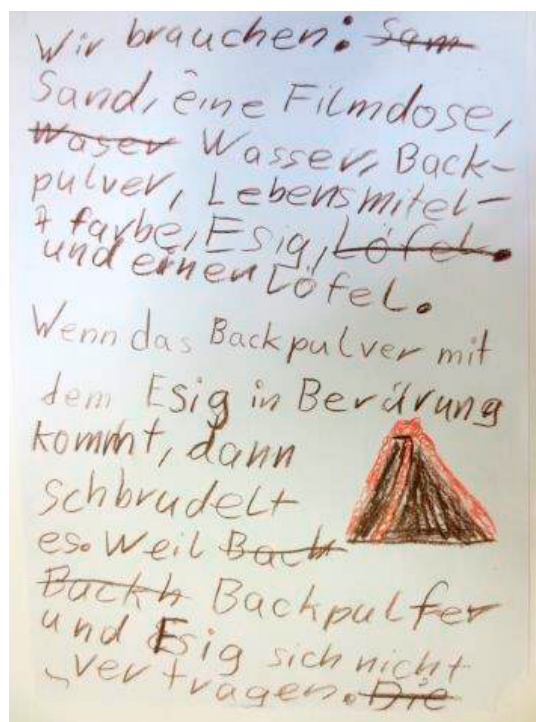 Wir brauchen: Sam
Sand, eine Filmdose,
Waser Wasser, Back-
pulver, Lebensmitel-
farbe, Esig, Löfel.
und einen Löfel.
Wenn das Backpulver mit
dem Esig in Berürung
kommt, dann
schbrudelt
es. Weil Back
Backh Backpulfer
und Esig sich nicht
vertragen. Die